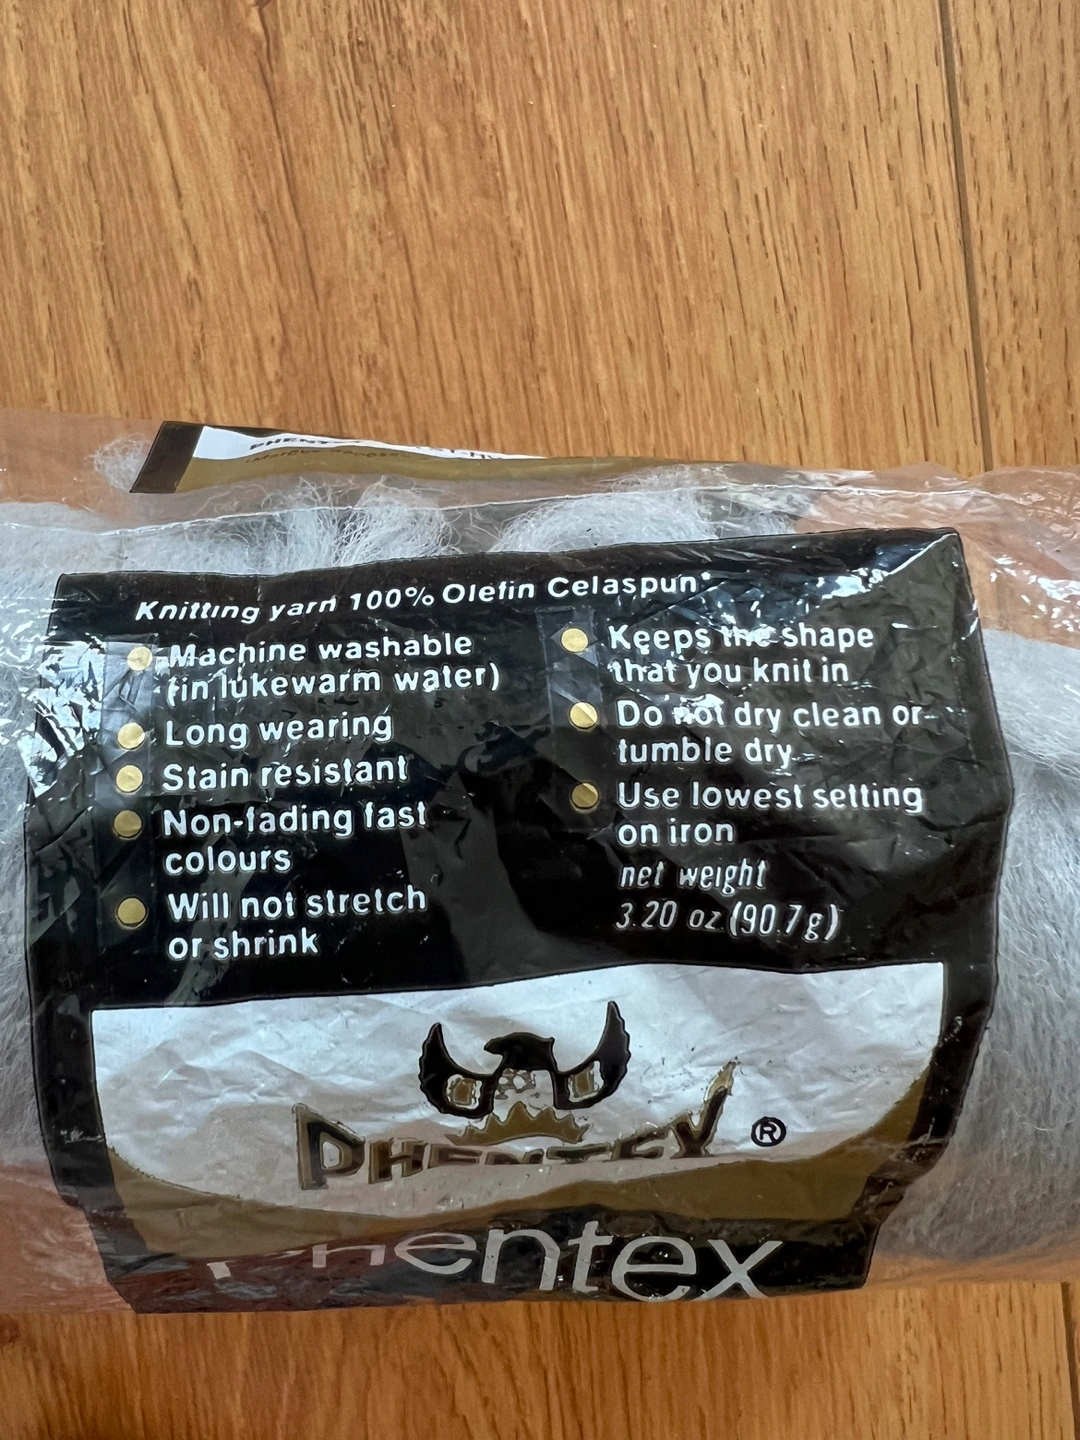 Knitting yarn 100% Olefin Celaspun*
Machine washable
(in lukewarm water)
Long wearing
Stain resistant
Non-fading fast
colours
Will not stretch
or shrink
Keeps the shape
that you knit in
Do not dry clean or
tumble dry
Use lowest setting
on iron
net weight
3.20 oz (90.7g)
PHENTEX ®
Phentex